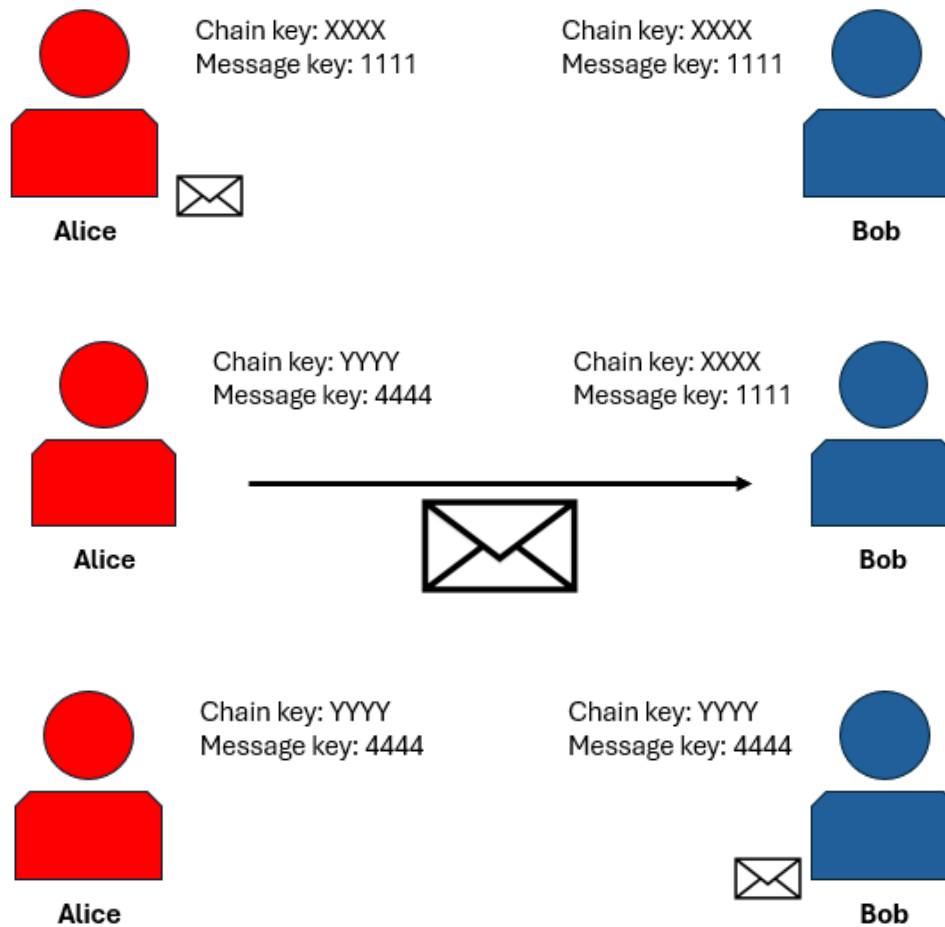 Chain key: XXXX
Message key: 1111
Chain key: XXXX
Message key: 1111
Alice
Bob
Chain key: YYYY
Message key: 4444
Chain key: XXXX
Message key: 1111
Alice
Bob
Chain key: YYYY
Message key: 4444
Chain key: YYYY
Message key: 4444
Alice
Bob